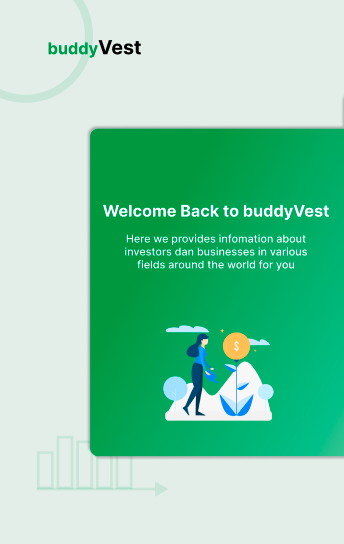 buddyVest
Welcome Back to buddyVest
Here we provides infomation about
investors dan businesses in various
fields around the world for you
$